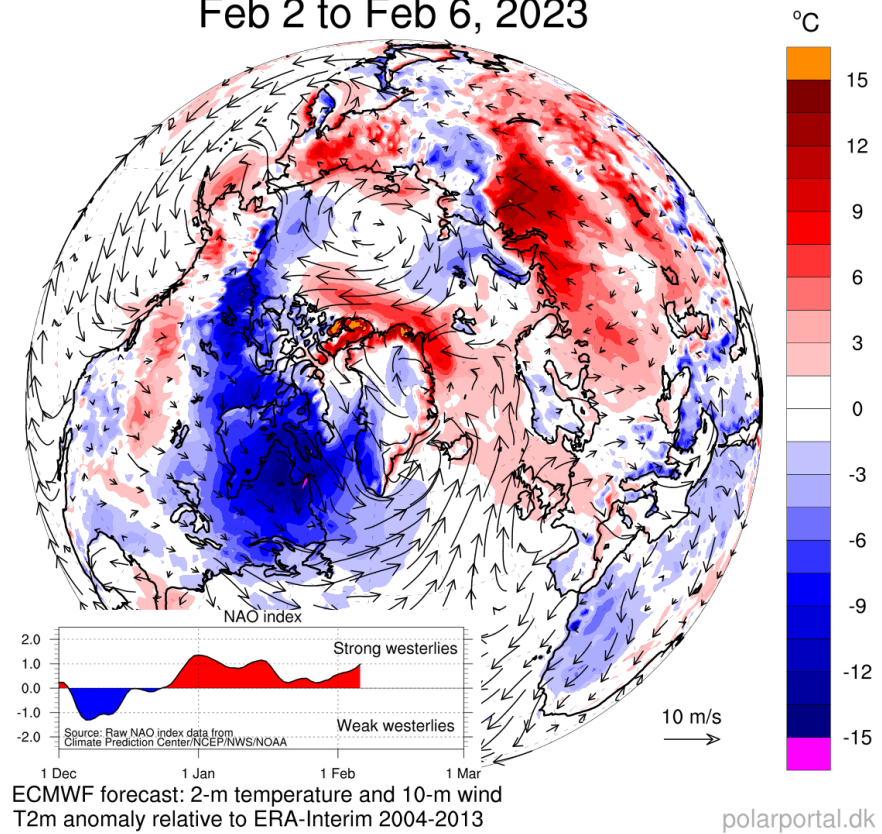 Feb 2 to Feb 6, 2023
°C
15
12
9
6
3
0
-3
-6
-9
-12
-15
10 m/s
NAO index
2.0
1.0
0.0
-1.0
-2.0
Strong westerlies
Weak westerlies
Source: Raw NAO index data from
Climate Prediction Center/NCEP/NWS/NOAA
1 Dec 1 Jan 1 Feb 1 Mar
ECMWF forecast: 2-m temperature and 10-m wind
T2m anomaly relative to ERA-Interim 2004-2013
polarportal.dk